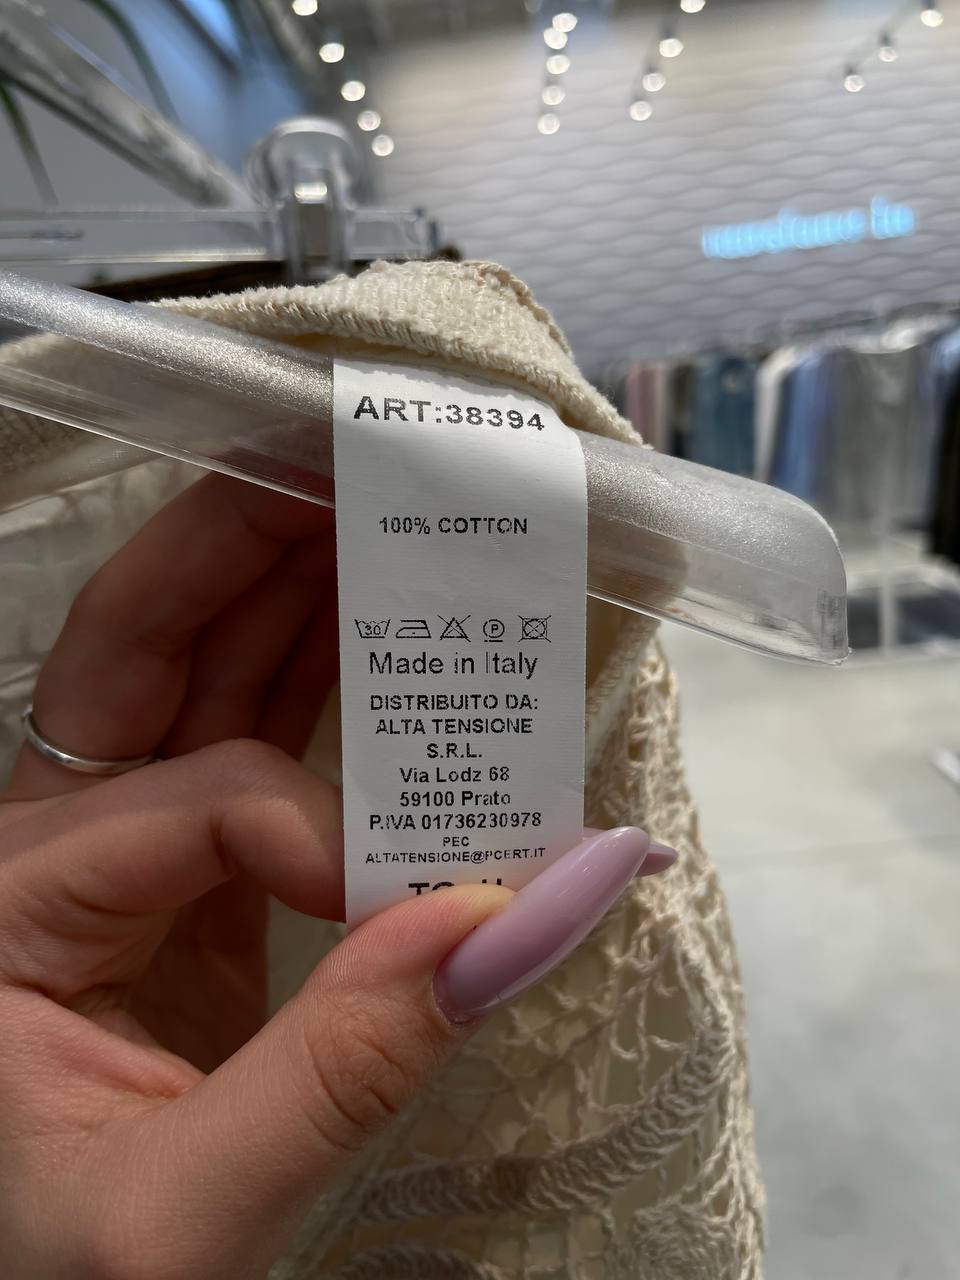 ART:38394
100% COTTON
30 P
Made in Italy
DISTRIBUITO DA:
ALTA TENSIONE
S.R.L.
Via Lodz 68
59100 Prato
P.IVA 01736230978
PEC
ALTATENSIONE@PCERT.IT